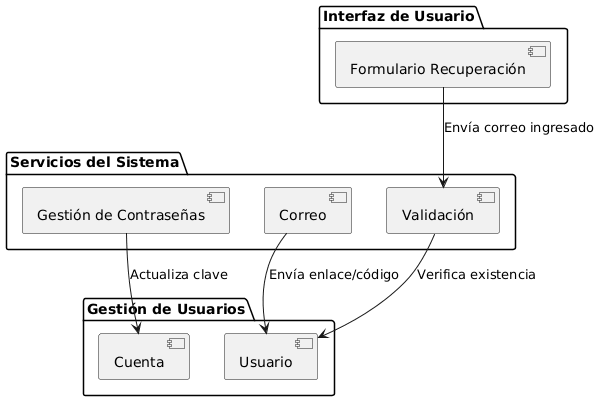 Interfaz de Usuario
Formulario Recuperación
Envía correo ingresado
Servicios del Sistema
Gestión de Contraseñas
Correo
Validación
Actualiza clave
Envía enlace/código
Verifica existencia
Gestión de Usuarios
Cuenta
Usuario